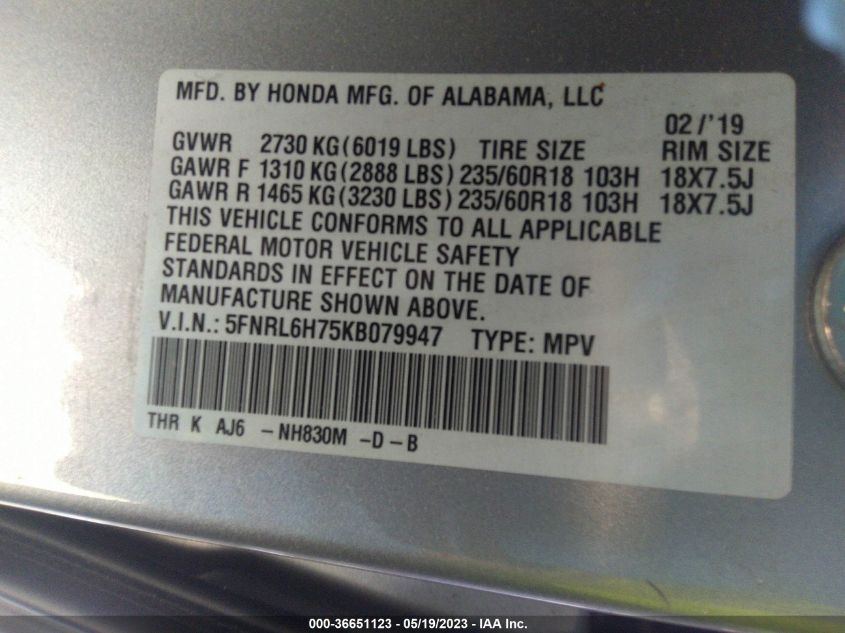 MFD. BY HONDA MFG. OF ALABAMA, LLC
02/'19
GVWR 2730 KG(6019 LBS) TIRE SIZE RIM SIZE
GAWR F 1310 KG(2888 LBS) 235/60R18 103H 18X7.5J
GAWR R 1465 KG(3230 LBS) 235/60R18 103H 18X7.5J
THIS VEHICLE CONFORMS TO ALL APPLICABLE
FEDERAL MOTOR VEHICLE SAFETY
STANDARDS IN EFFECT ON THE DATE OF
MANUFACTURE SHOWN ABOVE.
V.I.N.: 5FNRL6H75KB079947 TYPE: MPV
THR K AJ6 -NH830M -D-B
000-36651123 - 05/19/2023 - IAA Inc.